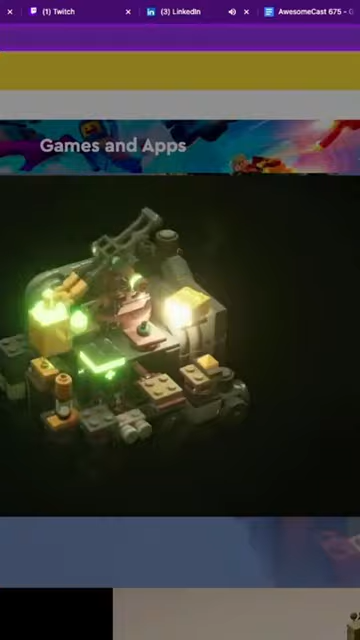 (1) Twitch
(3) LinkedIn
AwesomeCast 675 -
Games and Apps